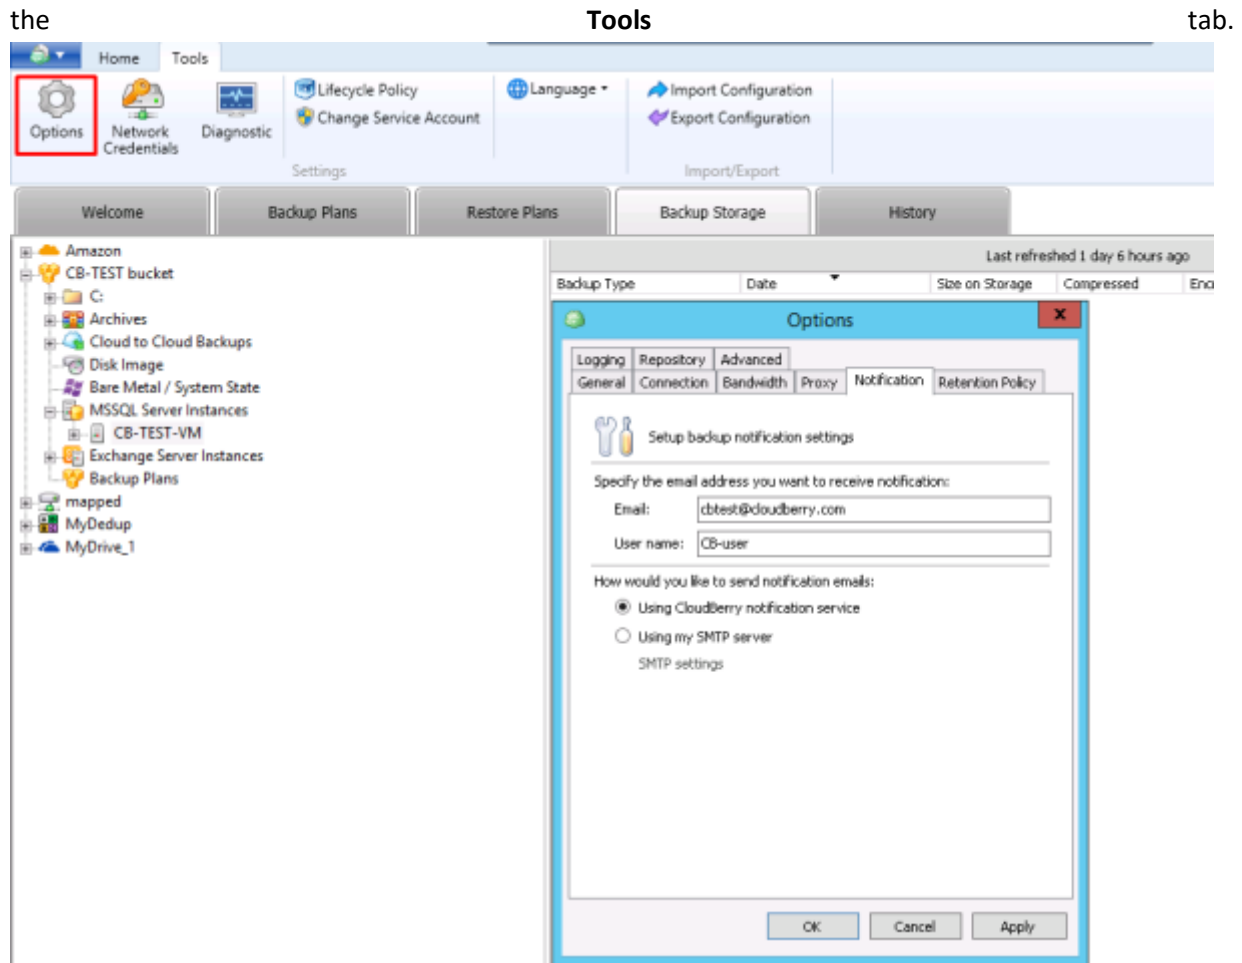 the Tools tab.
Home Tools
Options
Network Credentials
Diagnostic
Lifecycle Policy
Change Service Account
Settings
Language
Import Configuration
Export Configuration
Import/Export
Welcome Backup Plans Restore Plans Backup Storage History
Amazon
CB-TEST bucket
C:
Archives
Cloud to Cloud Backups
Disk Image
Bare Metal / System State
MSSQL Server Instances
CB-TEST-VM
Exchange Server Instances
Backup Plans
mapped
MyDedup
MyDrive_1
Last refreshed 1 day 6 hours ago
Backup Type Date Size on Storage Compressed Enc
Options
x
Logging Repository Advanced
General Connection Bandwidth Proxy Notification Retention Policy
Setup backup notification settings
Specify the email address you want to receive notification:
Email: cbtest@cloudberry.com
User name: CB-user
How would you like to send notification emails:
Using CloudBerry notification service
Using my SMTP server
SMTP settings
OK Cancel Apply